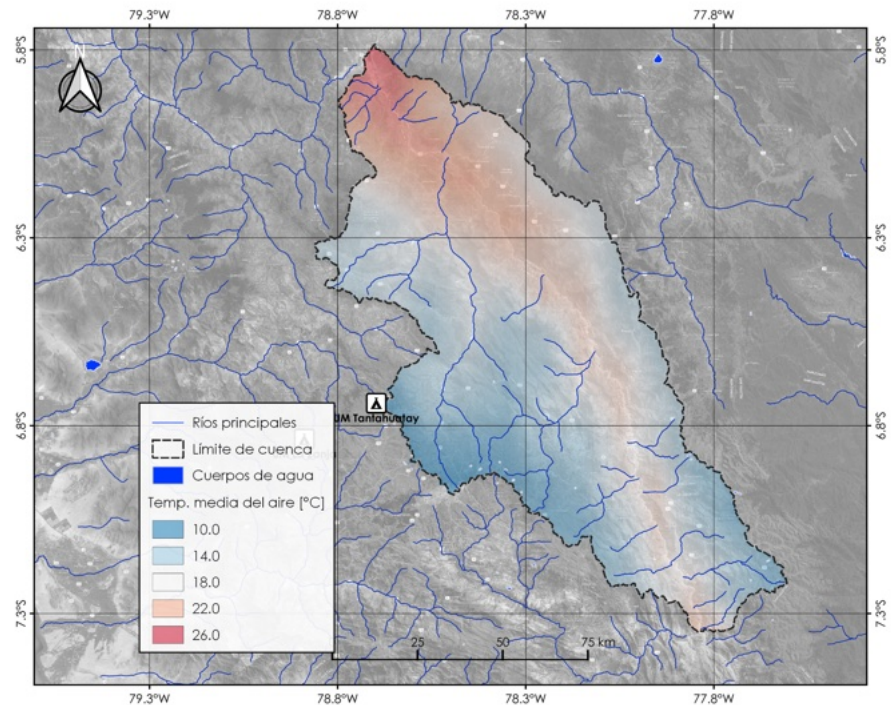 79.3°W 78.8°W 78.3°W 77.8°W
5.8°S 5.8°S
N
6.3°S 6.3°S
UM Tantahuatay
6.8°S 6.8°S
Ríos principales
Límite de cuenca
Cuerpos de agua
Temp. media del aire [°C]
10.0
14.0
18.0
22.0
26.0
7.3°S 7.3°S
25 50 75 km
79.3°W 78.8°W 78.3°W 77.8°W